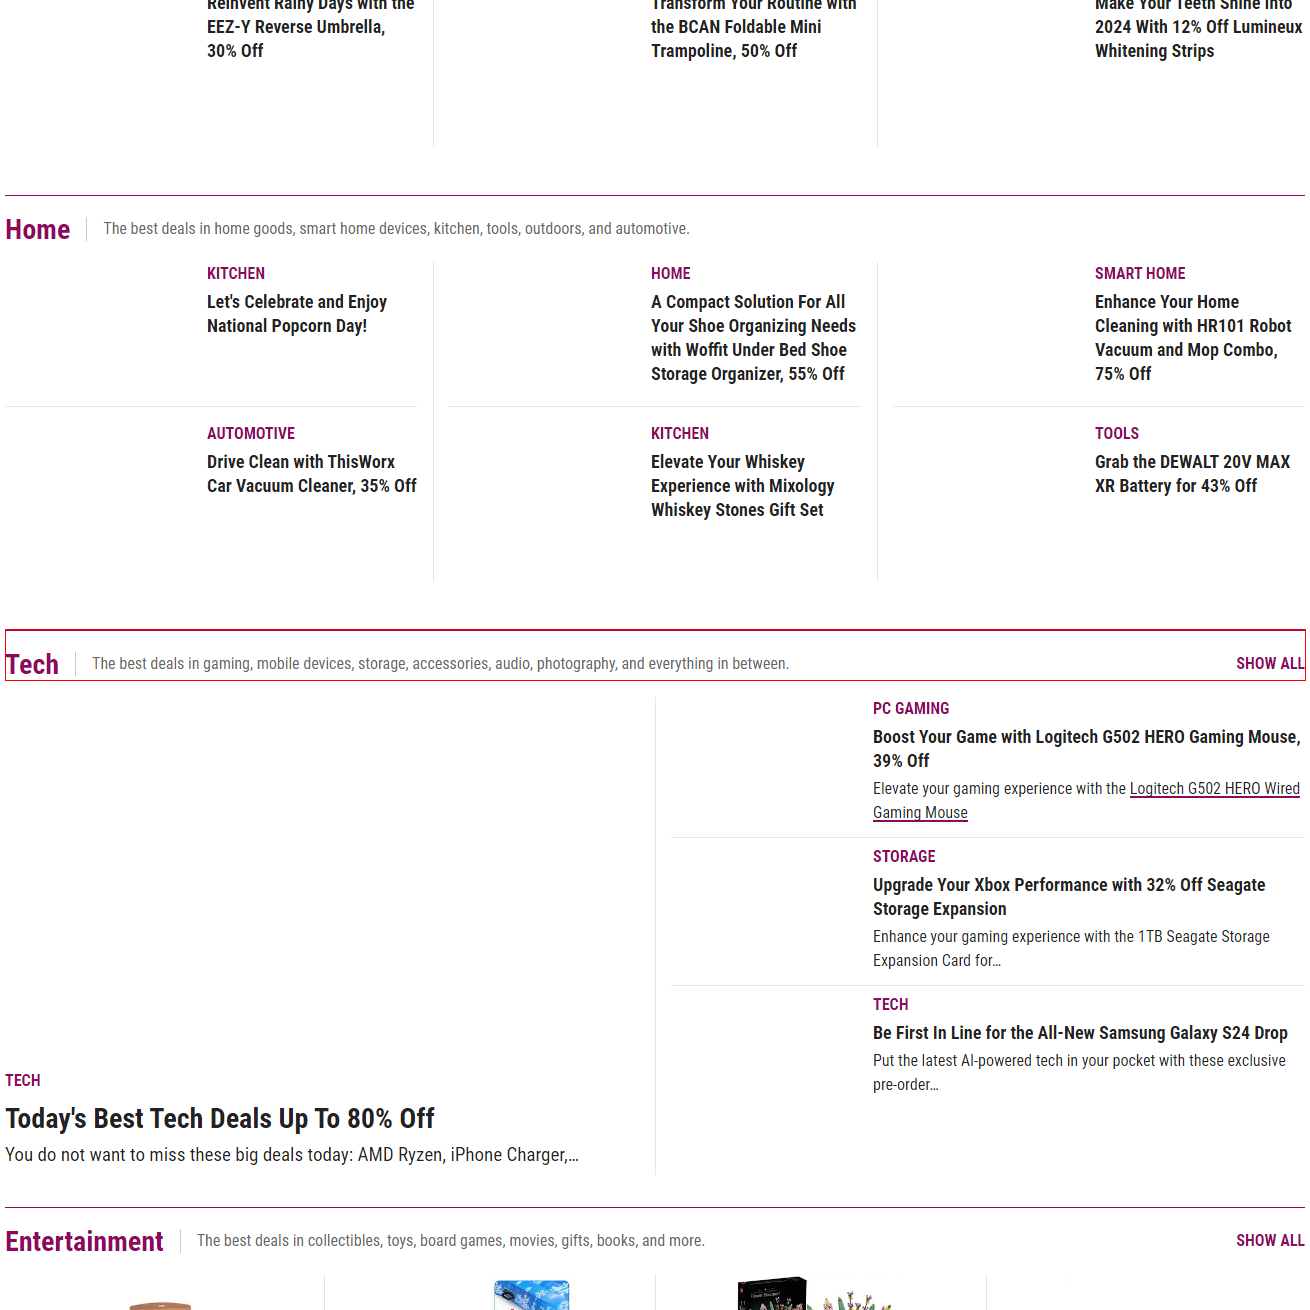 Reinvent Rainy Days with the
EEZ-Y Reverse Umbrella,
30% Off
Transform Your Routine with
the BCAN Foldable Mini
Trampoline, 50% Off
Make Your Teeth Shine Into
2024 With 12% Off Lumineux
Whitening Strips
Home
The best deals in home goods, smart home devices, kitchen, tools, outdoors, and automotive.
KITCHEN
Let's Celebrate and Enjoy
National Popcorn Day!
HOME
A Compact Solution For All
Your Shoe Organizing Needs
with Woffit Under Bed Shoe
Storage Organizer, 55% Off
SMART HOME
Enhance Your Home
Cleaning with HR101 Robot
Vacuum and Mop Combo,
75% Off
AUTOMOTIVE
Drive Clean with ThisWorx
Car Vacuum Cleaner, 35% Off
KITCHEN
Elevate Your Whiskey
Experience with Mixology
Whiskey Stones Gift Set
TOOLS
Grab the DEWALT 20V MAX
XR Battery for 43% Off
Tech
The best deals in gaming, mobile devices, storage, accessories, audio, photography, and everything in between.
SHOW ALL
TECH
Today's Best Tech Deals Up To 80% Off
You do not want to miss these big deals today: AMD Ryzen, iPhone Charger,...
PC GAMING
Boost Your Game with Logitech G502 HERO Gaming Mouse,
39% Off
Elevate your gaming experience with the Logitech G502 HERO Wired
Gaming Mouse
STORAGE
Upgrade Your Xbox Performance with 32% Off Seagate
Storage Expansion
Enhance your gaming experience with the 1TB Seagate Storage
Expansion Card for...
TECH
Be First In Line for the All-New Samsung Galaxy S24 Drop
Put the latest AI-powered tech in your pocket with these exclusive
pre-order...
Entertainment
The best deals in collectibles, toys, board games, movies, gifts, books, and more.
SHOW ALL